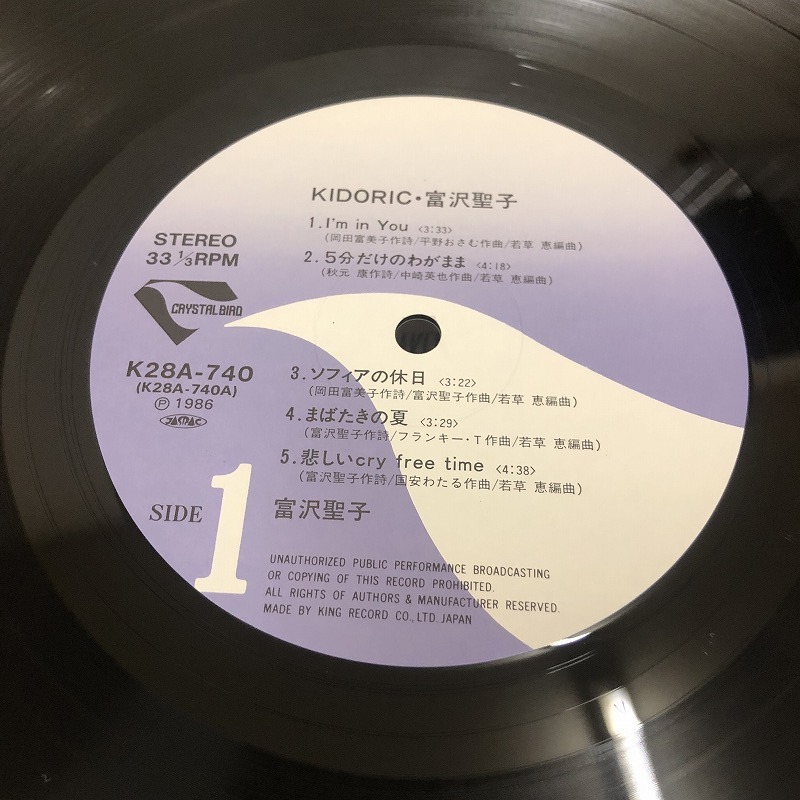 KIDORIC・富沢聖子
1.I'm in You <3:33>
(岡田富美子作詩/平野おさむ作曲/若草 恵編曲)
2.5分だけのわがまま <4:18>
(秋元 康作詩/中崎英也作曲/若草 恵編曲)
STEREO
33 1/3 RPM
CRYSTALBIRD
K28A-740
(K28A-740A)
Ⓟ 1986
JASRAC
3.ソフィアの休日 <3:22>
(岡田富美子作詩/富沢聖子作曲/若草 恵編曲)
4.まばたきの夏 <3:29>
(富沢聖子作詩/フランキー・T作曲/若草 恵編曲)
5.悲しいcry free time <4:38>
(富沢聖子作詩/国安わたる作曲/若草 恵編曲)
SIDE 1
富沢聖子
UNAUTHORIZED PUBLIC PERFORMANCE BROADCASTING
OR COPYING OF THIS RECORD PROHIBITED.
ALL RIGHTS OF AUTHORS & MANUFACTURER RESERVED.
MADE BY KING RECORD CO., LTD. JAPAN